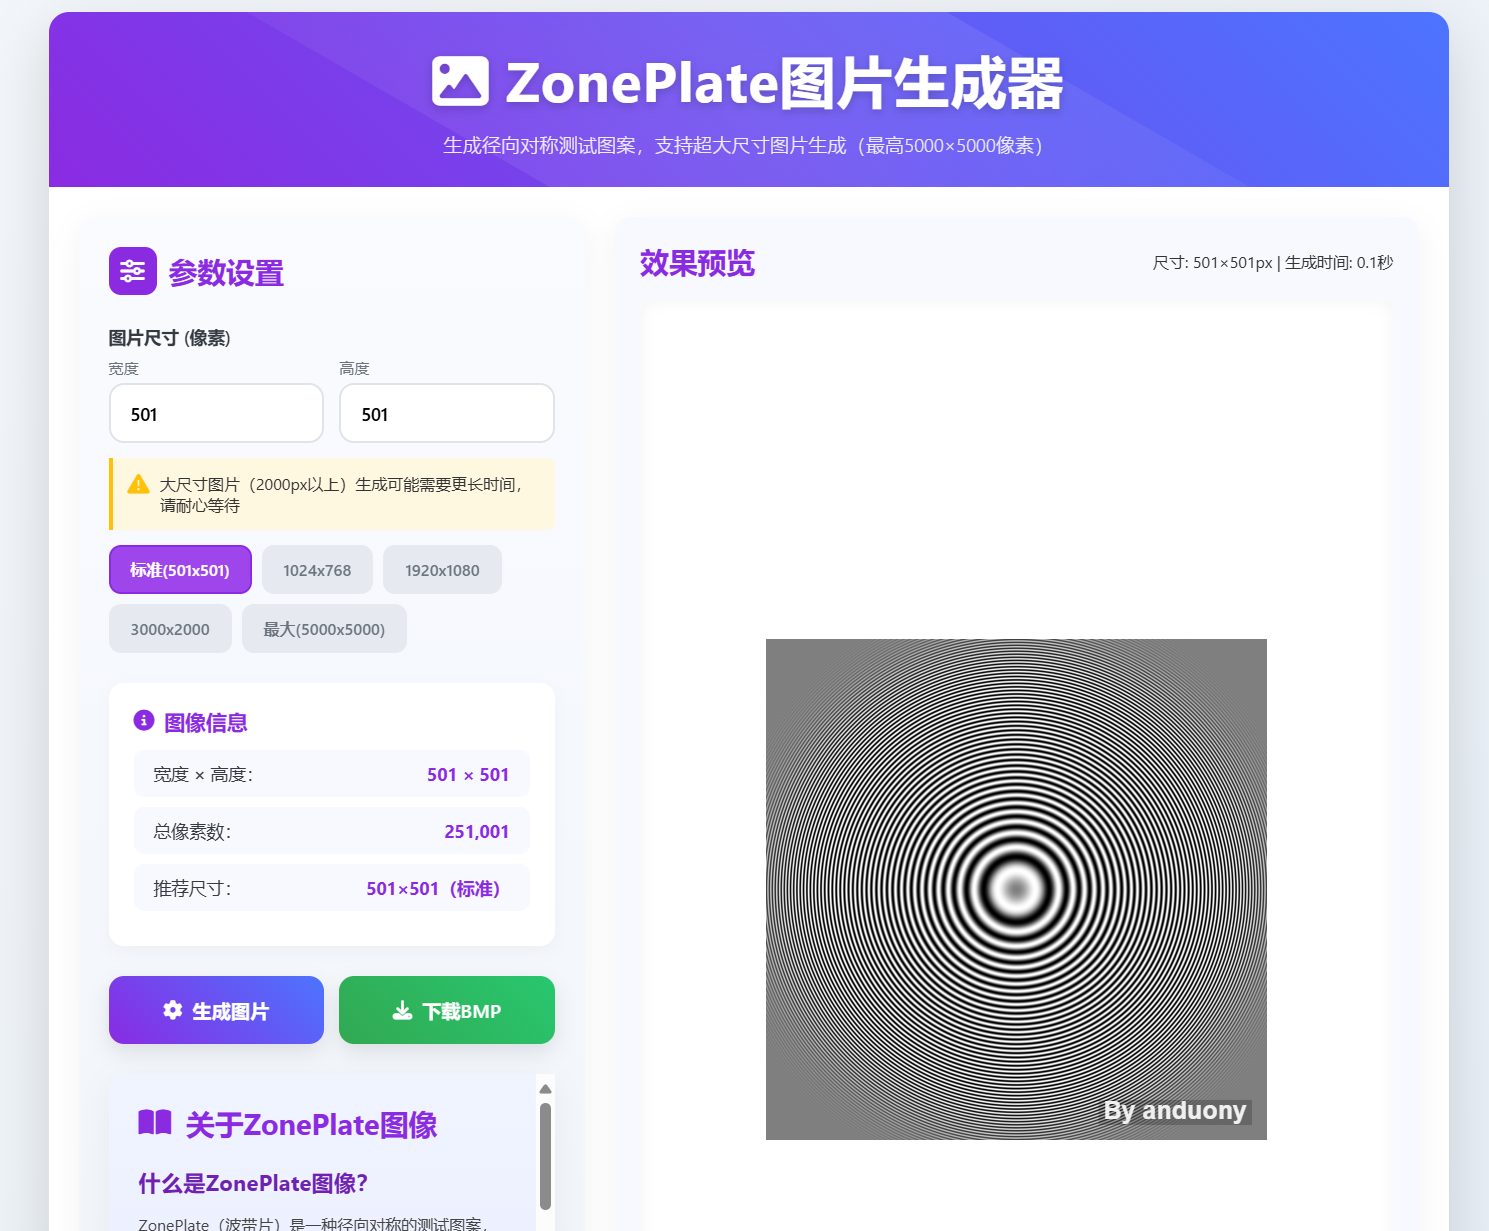 ZonePlate图片生成器
生成径向对称测试图案，支持超大尺寸图片生成（最高5000×5000像素）
参数设置
图片尺寸 (像素)
宽度
高度
501
501
大尺寸图片（2000px以上）生成可能需要更长时间，
请耐心等待
标准(501x501)
1024x768
1920x1080
3000x2000
最大(5000x5000)
图像信息
宽度 × 高度：
501 × 501
总像素数：
251,001
推荐尺寸：
501×501（标准）
生成图片
下载BMP
关于ZonePlate图像
什么是ZonePlate图像？
ZonePlate（波带片）是一种径向对称的测试图案，
效果预览
尺寸: 501×501px | 生成时间: 0.1秒
By anduony